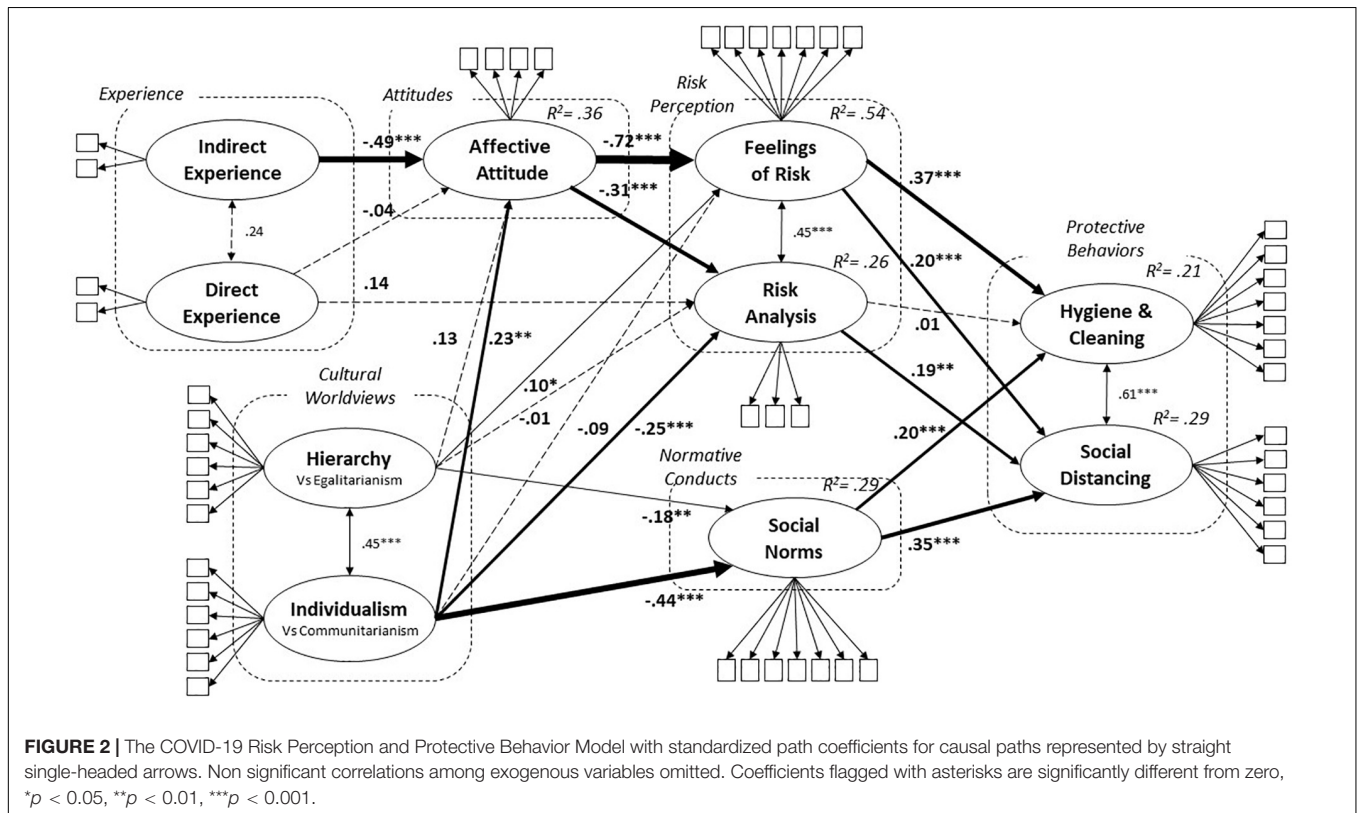 Experience
Attitudes
Risk
Perception
R²= .36
R²= .54
Indirect
Experience
-.49***
Affective
Attitude
-.72***
Feelings
of Risk
.37***
-.31***
-.04
.24
.45***
.20***
Protective
Behaviors
Direct
Experience
.14
R²= .26
Risk
Analysis
R²= .21
Hygiene &
Cleaning
.01
.13
.23**
.19**
Cultural
Worldviews
.10*
-.01
-.09
-.25***
.61***
Hierarchy
Vs Egalitarianism
Normative
Conducts
.20***
R²= .29
R²= .29
Social
Distancing
-.18**
Social
Norms
.35***
.45***
Individualism
Vs Communitarianism
-.44***
FIGURE 2 | The COVID-19 Risk Perception and Protective Behavior Model with standardized path coefficients for causal paths represented by straight
single-headed arrows. Non significant correlations among exogenous variables omitted. Coefficients flagged with asterisks are significantly different from zero,
*p < 0.05, **p < 0.01, ***p < 0.001.